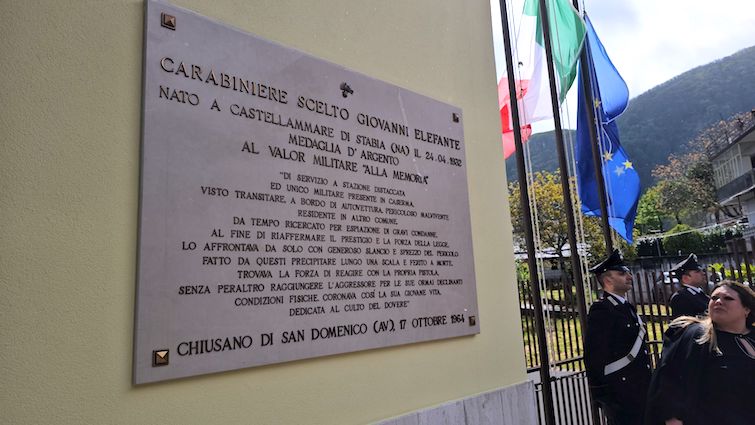 CARABINIERE SCELTO GIOVANNI ELEFANTE
NATO A CASTELLAMMARE DI STABIA (NA) IL 24.04.1932
MEDAGLIA D'ARGENTO
AL VALOR MILITARE "ALLA MEMORIA"
"DI SERVIZIO A STAZIONE DISTACCATA
ED UNICO MILITARE PRESENTE IN CASERMA,
VISTO TRANSITARE, A BORDO DI AUTOVETTURA, PERICOLOSO MALVIVENTE
RESIDENTE IN ALTRO COMUNE,
DA TEMPO RICERCATO PER ESPIAZIONE DI GRAVI CONDANNE,
AL FINE DI RIAFFERMARE IL PRESTIGIO E LA FORZA DELLA LEGGE,
LO AFFRONTAVA DA SOLO CON GENEROSO SLANCIO E SPREZZO DEL PERICOLO.
FATTO DA QUESTI PRECIPITARE LUNGO UNA SCALA E FERITO A MORTE,
TROVAVA LA FORZA DI REAGIRE CON LA PROPRIA PISTOLA,
SENZA PERALTRO RAGGIUNGERE L'AGGRESSORE PER LE SUE ORMAI DECLINANTI
CONDIZIONI FISICHE. CORONAVA COSÌ LA SUA GIOVANE VITA,
DEDICATA AL CULTO DEL DOVERE"
CHIUSANO DI SAN DOMENICO (AV), 17 OTTOBRE 1964